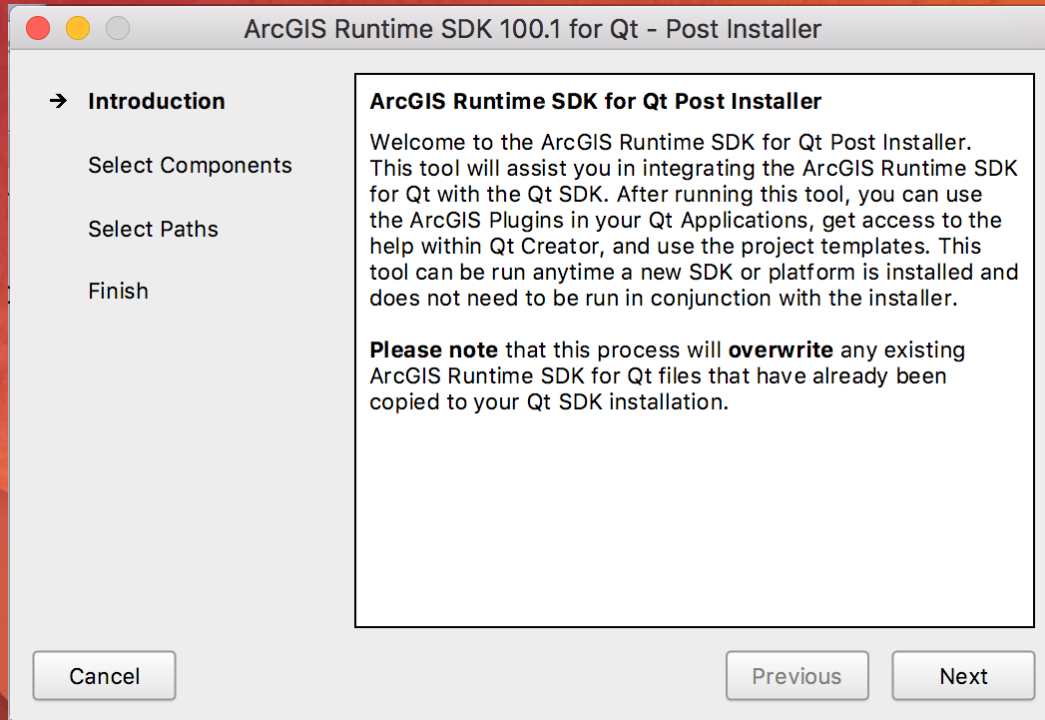 ArcGIS Runtime SDK 100.1 for Qt - Post Installer
→ Introduction
Select Components
Select Paths
Finish
ArcGIS Runtime SDK for Qt Post Installer
Welcome to the ArcGIS Runtime SDK for Qt Post Installer.
This tool will assist you in integrating the ArcGIS Runtime SDK
for Qt with the Qt SDK. After running this tool, you can use
the ArcGIS Plugins in your Qt Applications, get access to the
help within Qt Creator, and use the project templates. This
tool can be run anytime a new SDK or platform is installed and
does not need to be run in conjunction with the installer.
Please note that this process will overwrite any existing
ArcGIS Runtime SDK for Qt files that have already been
copied to your Qt SDK installation.
Cancel
Previous
Next